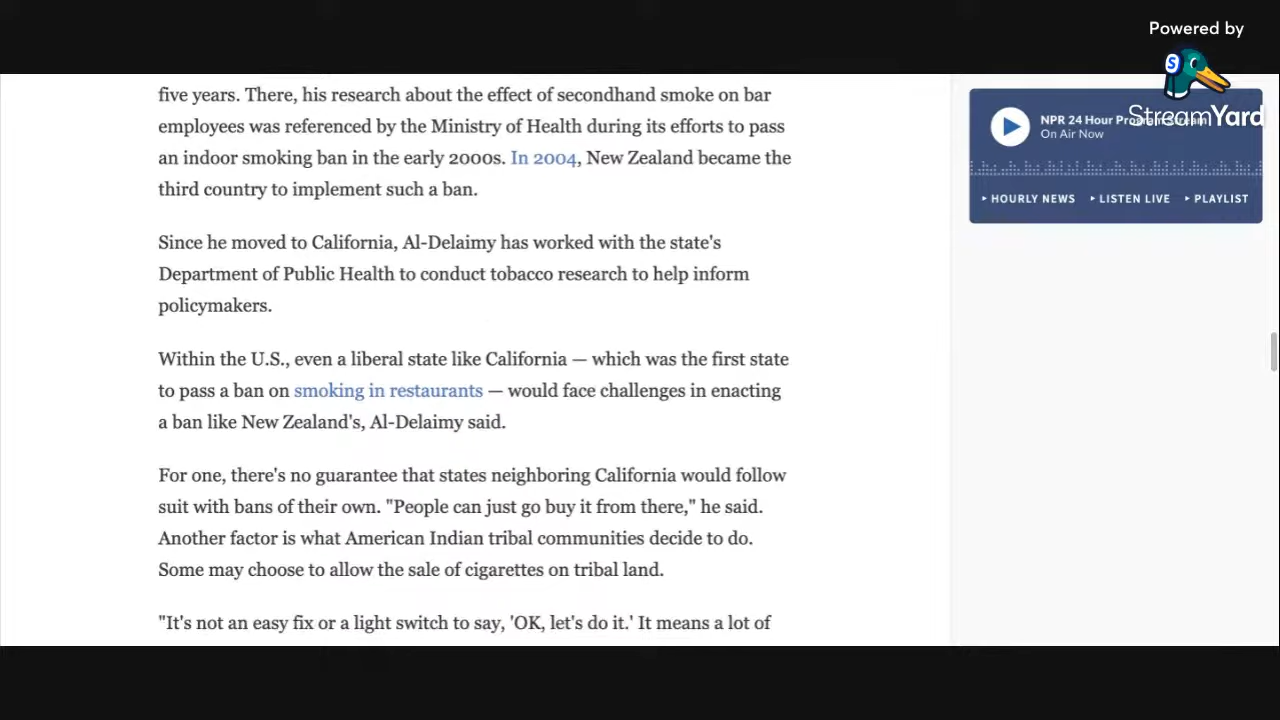 Powered by
StreamYard
five years. There, his research about the effect of secondhand smoke on bar
employees was referenced by the Ministry of Health during its efforts to pass
an indoor smoking ban in the early 2000s. In 2004, New Zealand became the
third country to implement such a ban.
Since he moved to California, Al-Delaimy has worked with the state's
Department of Public Health to conduct tobacco research to help inform
policymakers.
Within the U.S., even a liberal state like California — which was the first state
to pass a ban on smoking in restaurants — would face challenges in enacting
a ban like New Zealand's, Al-Delaimy said.
For one, there's no guarantee that states neighboring California would follow
suit with bans of their own. "People can just go buy it from there," he said.
Another factor is what American Indian tribal communities decide to do.
Some may choose to allow the sale of cigarettes on tribal land.
"It's not an easy fix or a light switch to say, 'OK, let's do it.' It means a lot of
NPR 24 Hour Program Stream
On Air Now
HOURLY NEWS
LISTEN LIVE
PLAYLIST